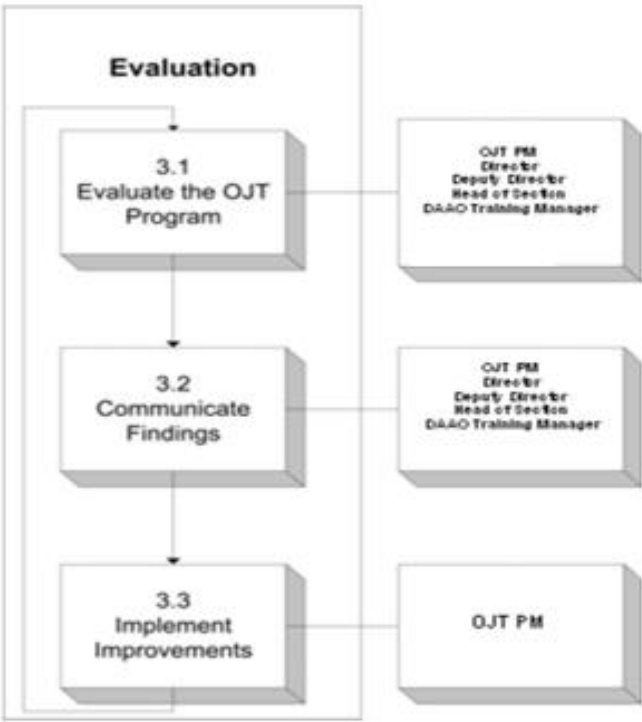 Evaluation
3.1
Evaluate the OJT
Program
OJT PM
Director
Deputy Director
Head of Section
DAAO Training Manager
3.2
Communicate
Findings
OJT PM
Director
Deputy Director
Head of Section
DAAO Training Manager
3.3
Implement
Improvements
OJT PM